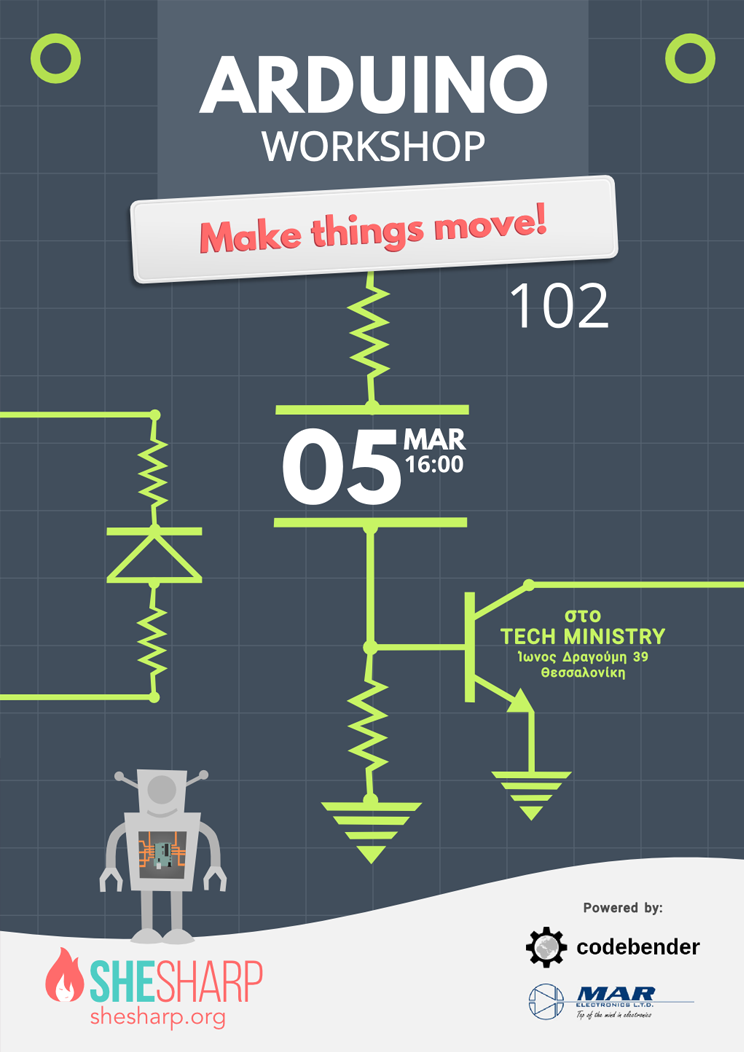 ARDUINO
WORKSHOP
Make things move!
102
05
MAR
16:00
στο
TECH MINISTRY
Ίωνος Δραγούμη 39
Θεσσαλονίκη
Powered by:
codebender
SHESHARP
shesharp.org
MAR
ELECTRONICS L.T.D.
Top of the mind in electronics